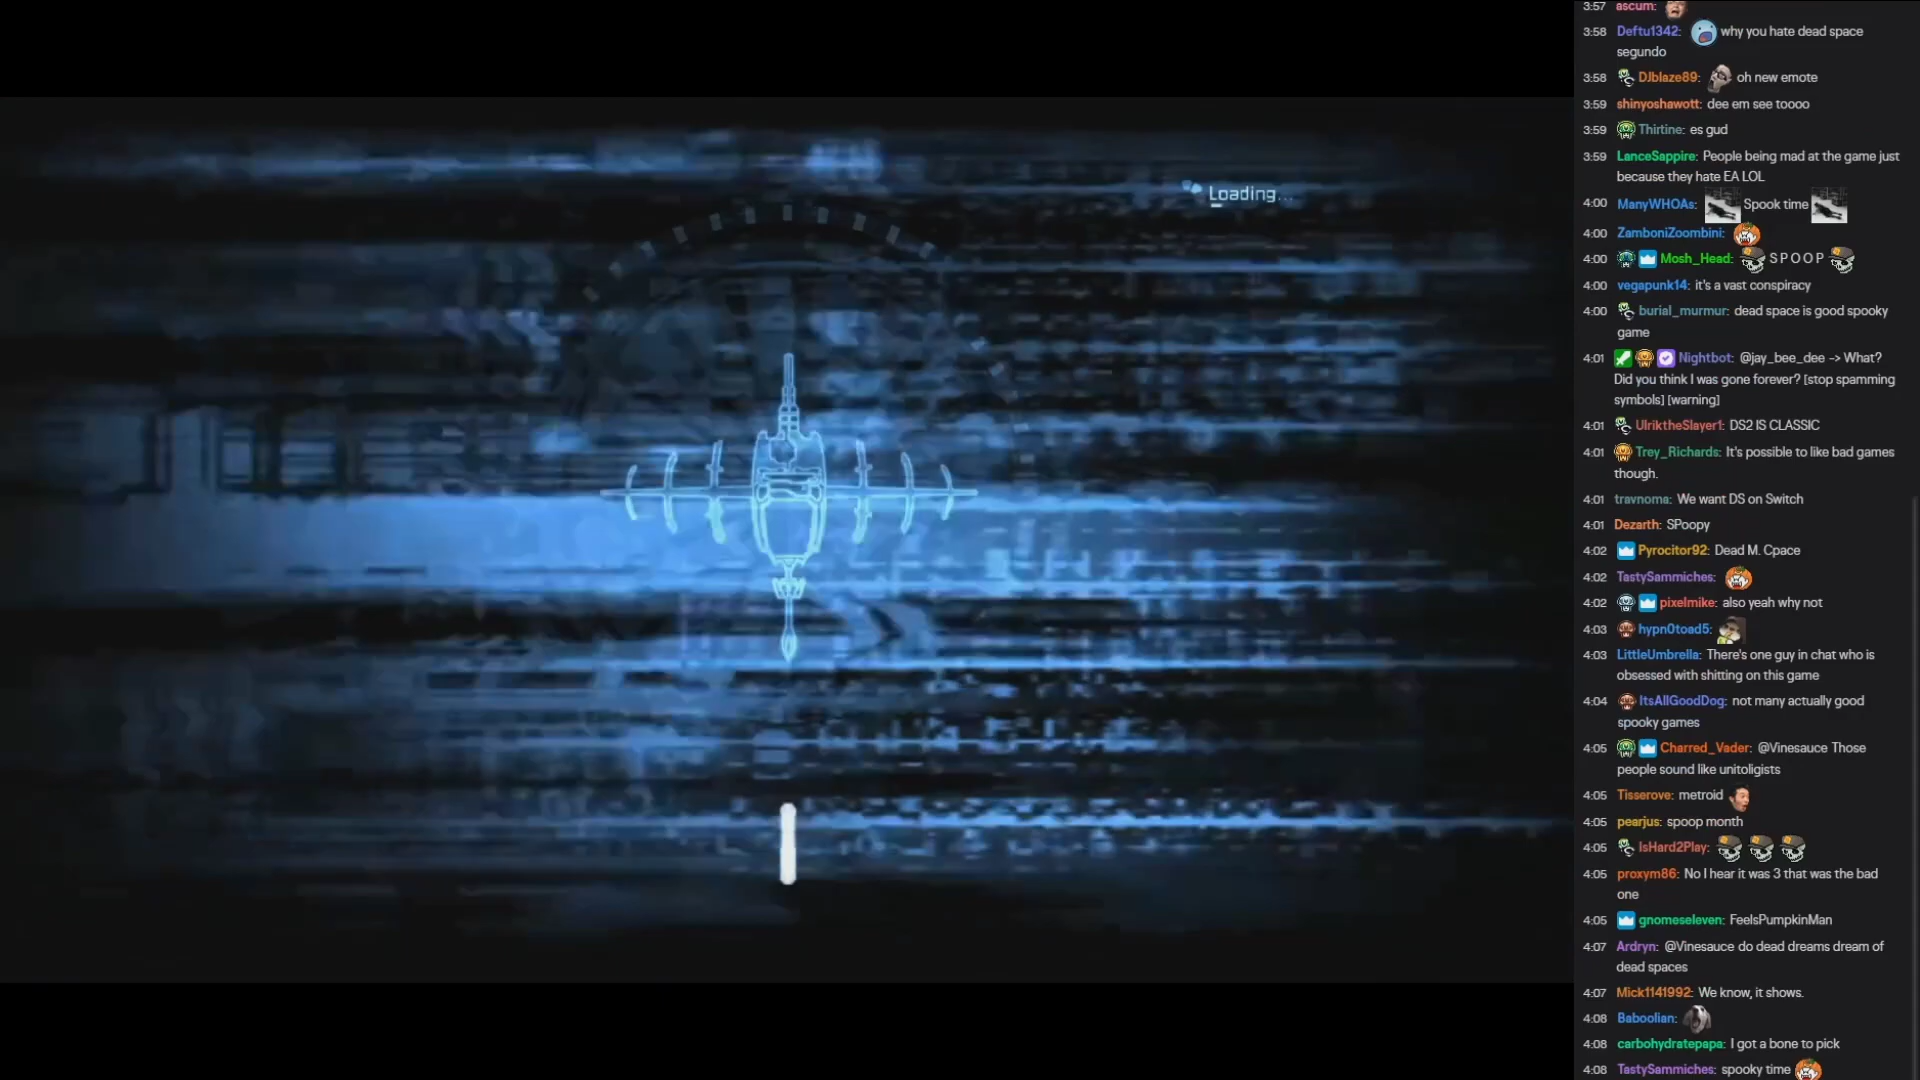 Loading...
3:57 ascum:
3:58 Deftu1342: why you hate dead space
segundo
3:58 DJblaze89: oh new emote
3:59 shinyoshawott: dee em see toooo
3:59 Thirtine: es gud
3:59 LanceSappire: People being mad at the game just
because they hate EA LOL
4:00 ManyWHOAs: Spook time
4:00 ZamboniZoombini:
4:00 Mosh_Head: S P O O P
4:00 vegapunk14: it's a vast conspiracy
4:00 burial_murmur: dead space is good spooky
game
4:01 Nightbot: @jay_bee_dee -> What?
Did you think I was gone forever? [stop spamming
symbols] [warning]
4:01 UlriktheSlayer1: DS2 IS CLASSIC
4:01 Trey_Richards: It's possible to like bad games
though.
4:01 travnoma: We want DS on Switch
4:01 Dezarth: SPoopy
4:02 Pyrocitor92: Dead M. Cpace
4:02 TastySammiches:
4:02 pixelmike: also yeah why not
4:03 hypn0toad5:
4:03 LittleUmbrella: There's one guy in chat who is
obsessed with shitting on this game
4:04 ItsAllGoodDog: not many actually good
spooky games
4:05 Charred_Vader: @Vinesauce Those
people sound like unitoligists
4:05 Tisserove: metroid
4:05 pearjus: spoop month
4:05 IsHard2Play:
4:05 proxym86: No I hear it was 3 that was the bad
one
4:05 gnomeseleven: FeelsPumpkinMan
4:07 Ardryn: @Vinesauce do dead dreams dream of
dead spaces
4:07 Mick1141992: We know, it shows.
4:08 Baboolian:
4:08 carbohydratepapa: I got a bone to pick
4:08 TastySammiches: spooky time